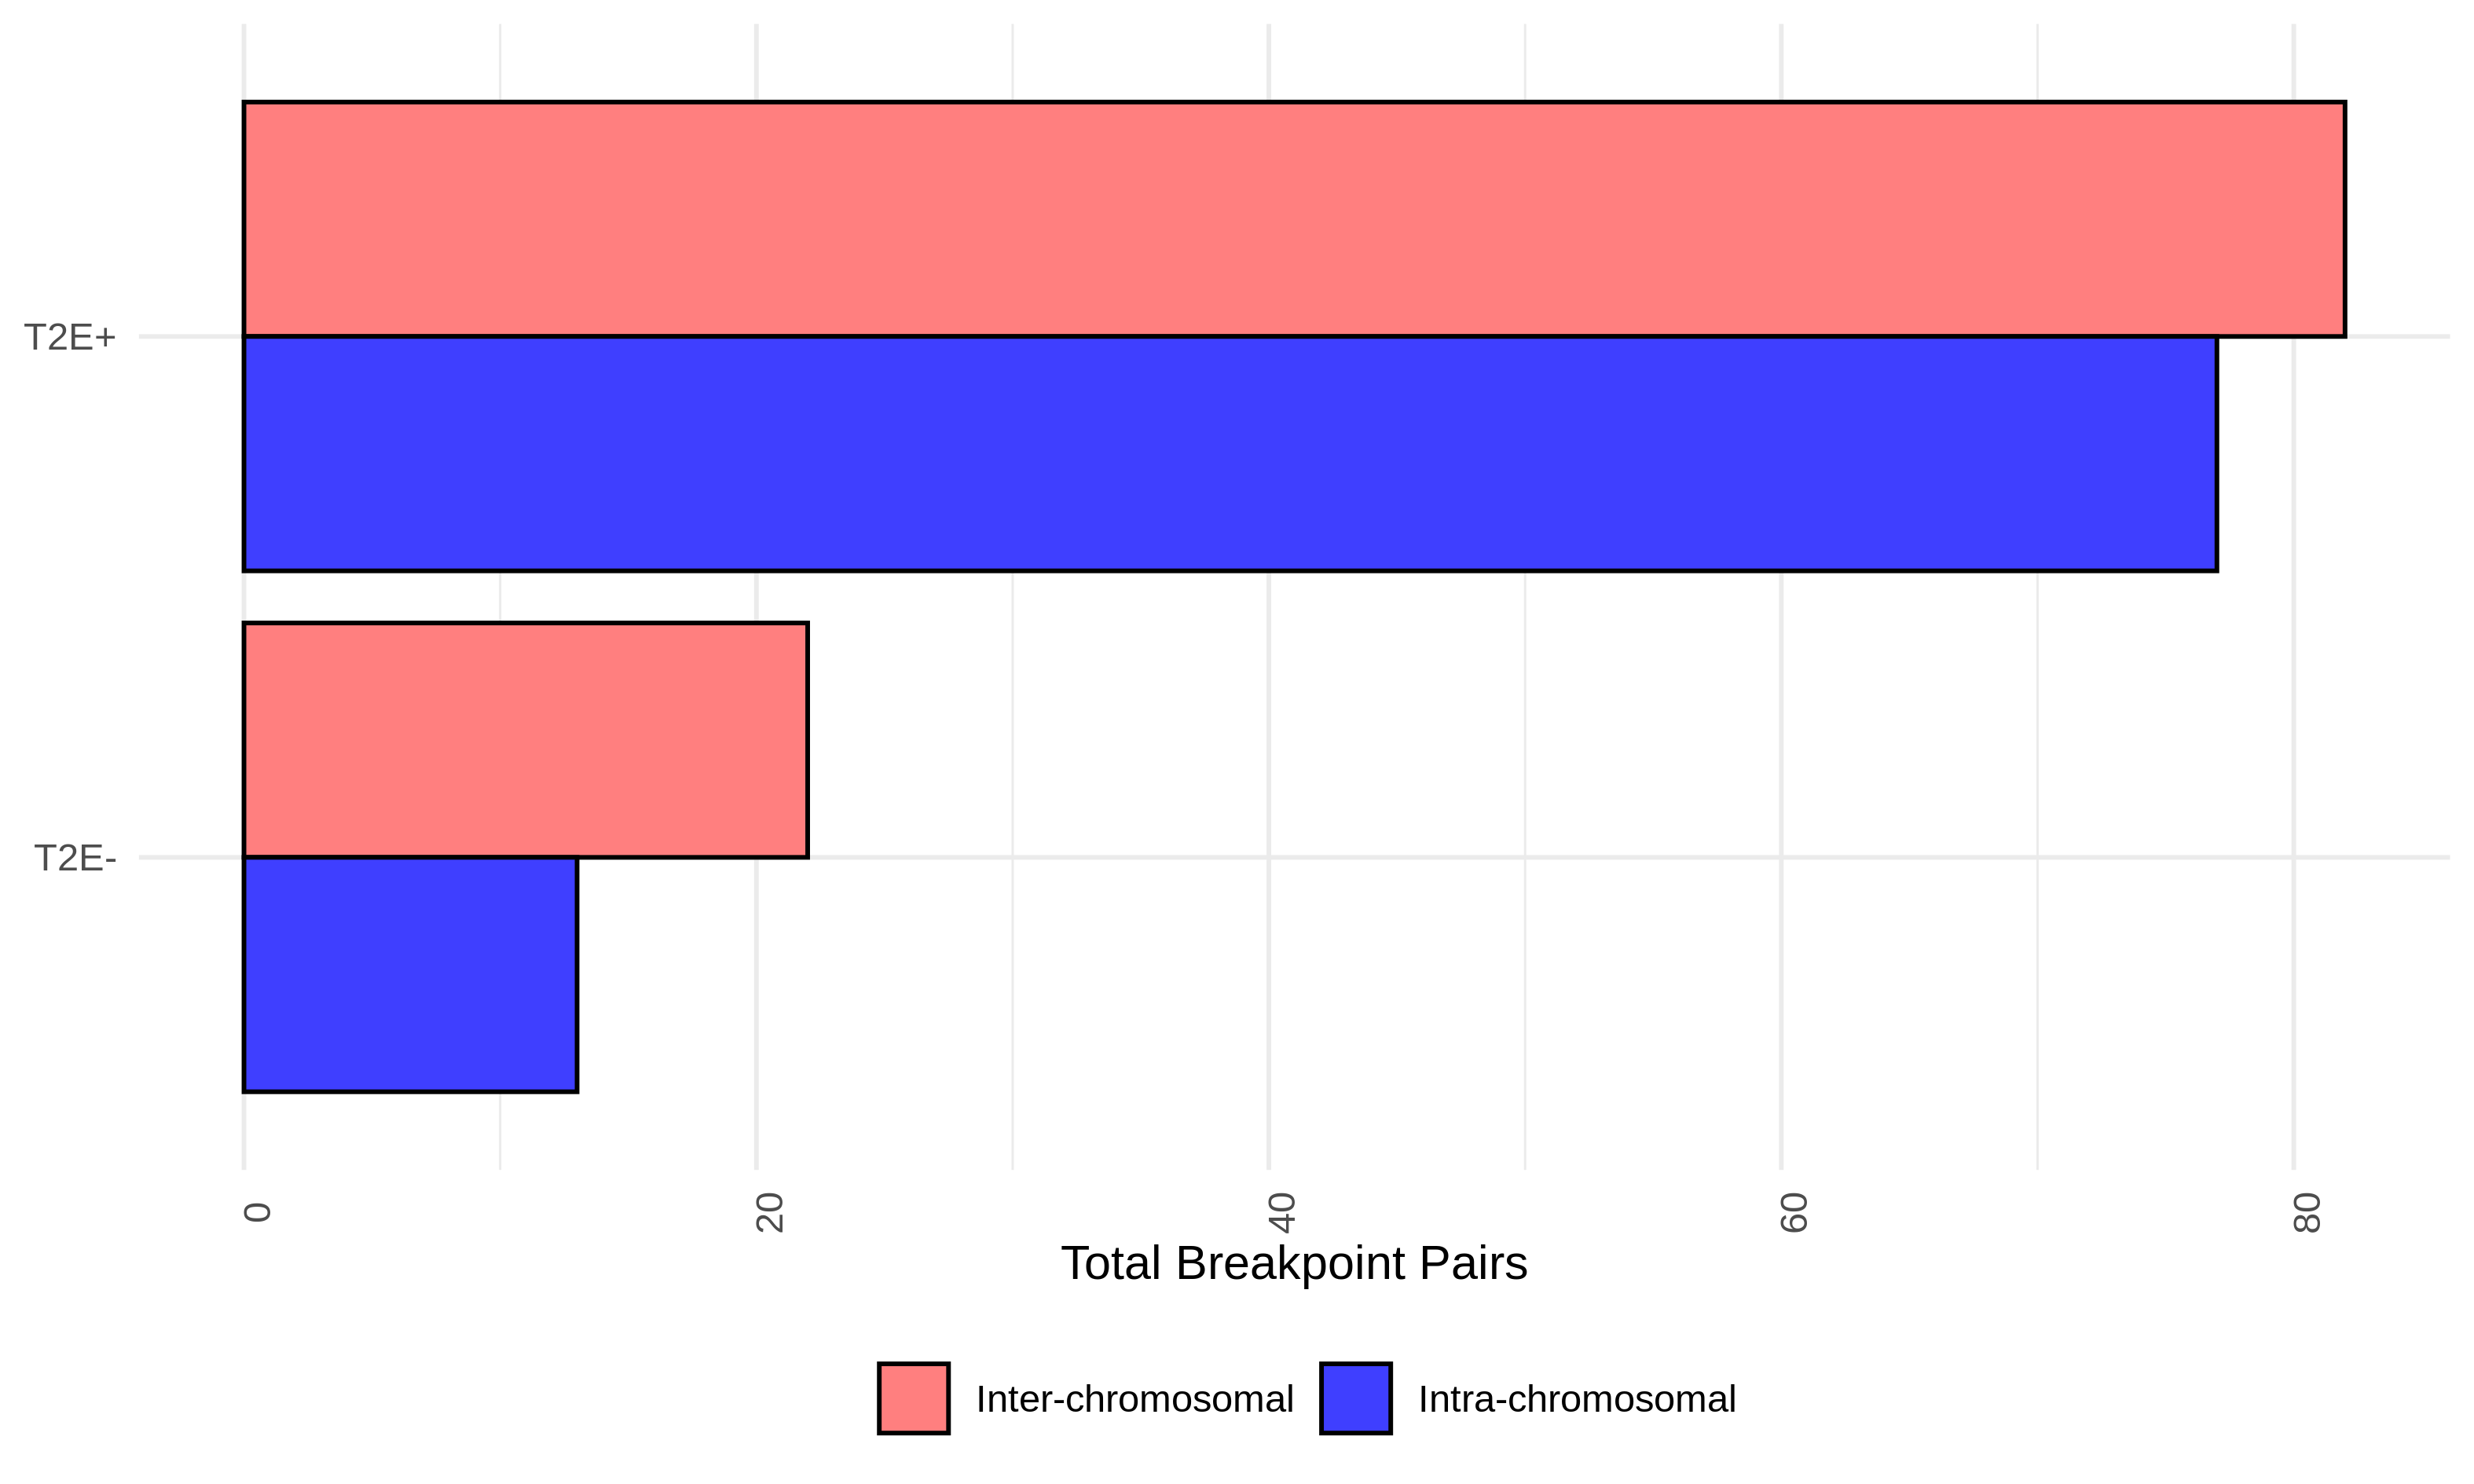 T2E+
T2E-
0 20 40 60 80
Total Breakpoint Pairs
Inter-chromosomal Intra-chromosomal